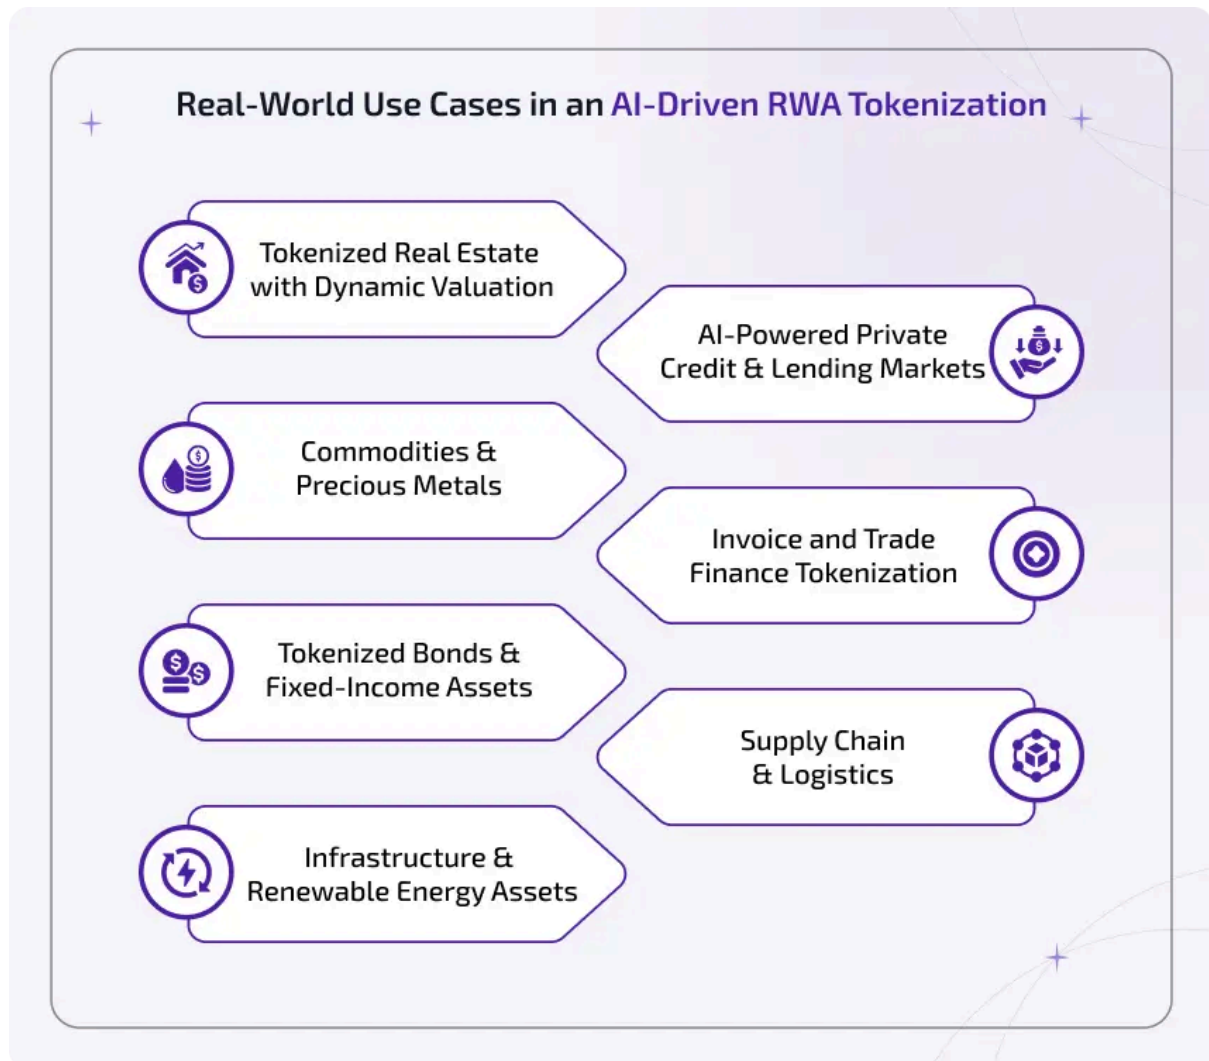 Real-World Use Cases in an AI-Driven RWA Tokenization
Tokenized Real Estate
with Dynamic Valuation
AI-Powered Private
Credit & Lending Markets
Commodities &
Precious Metals
Invoice and Trade
Finance Tokenization
Tokenized Bonds &
Fixed-Income Assets
Supply Chain
& Logistics
Infrastructure &
Renewable Energy Assets